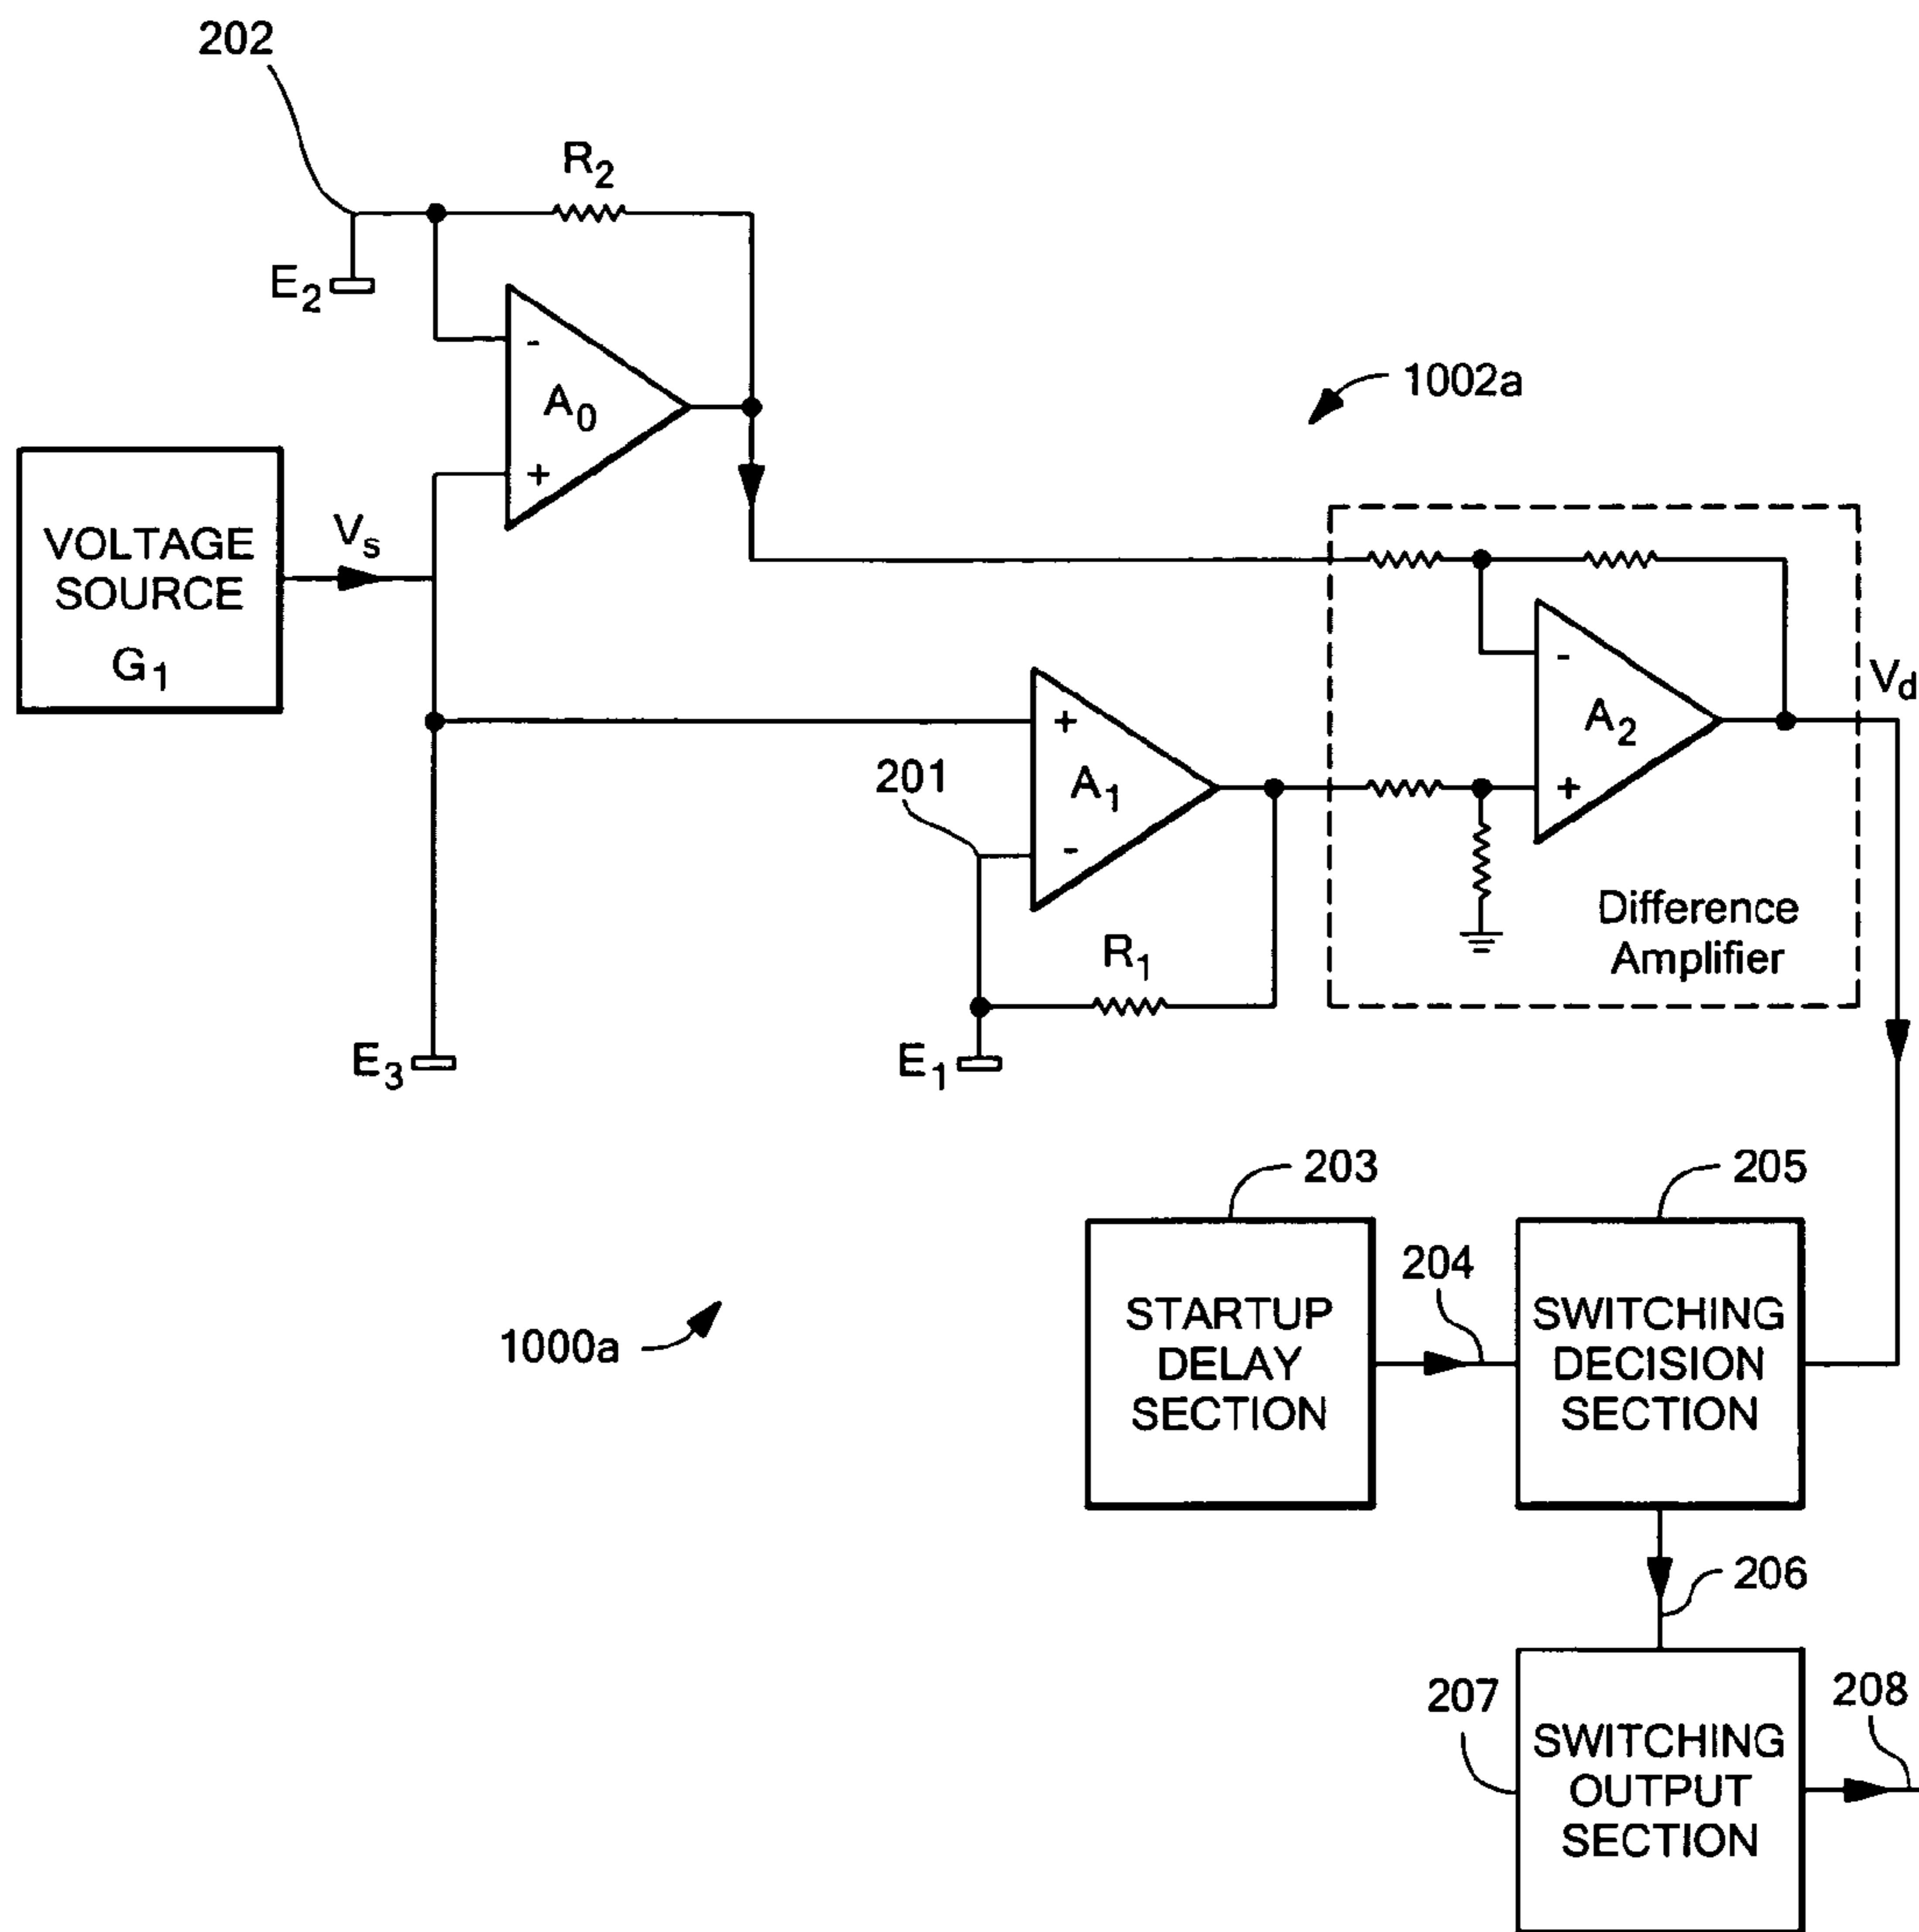 202
R2
E2
-
A0
+
1002a
VOLTAGE
SOURCE
G1
Vs
-
A2
+
Vd
Difference
Amplifier
+
A1
-
201
R1
E3
E1
203
205
204
STARTUP
DELAY
SECTION
SWITCHING
DECISION
SECTION
1000a
206
207
208
SWITCHING
OUTPUT
SECTION